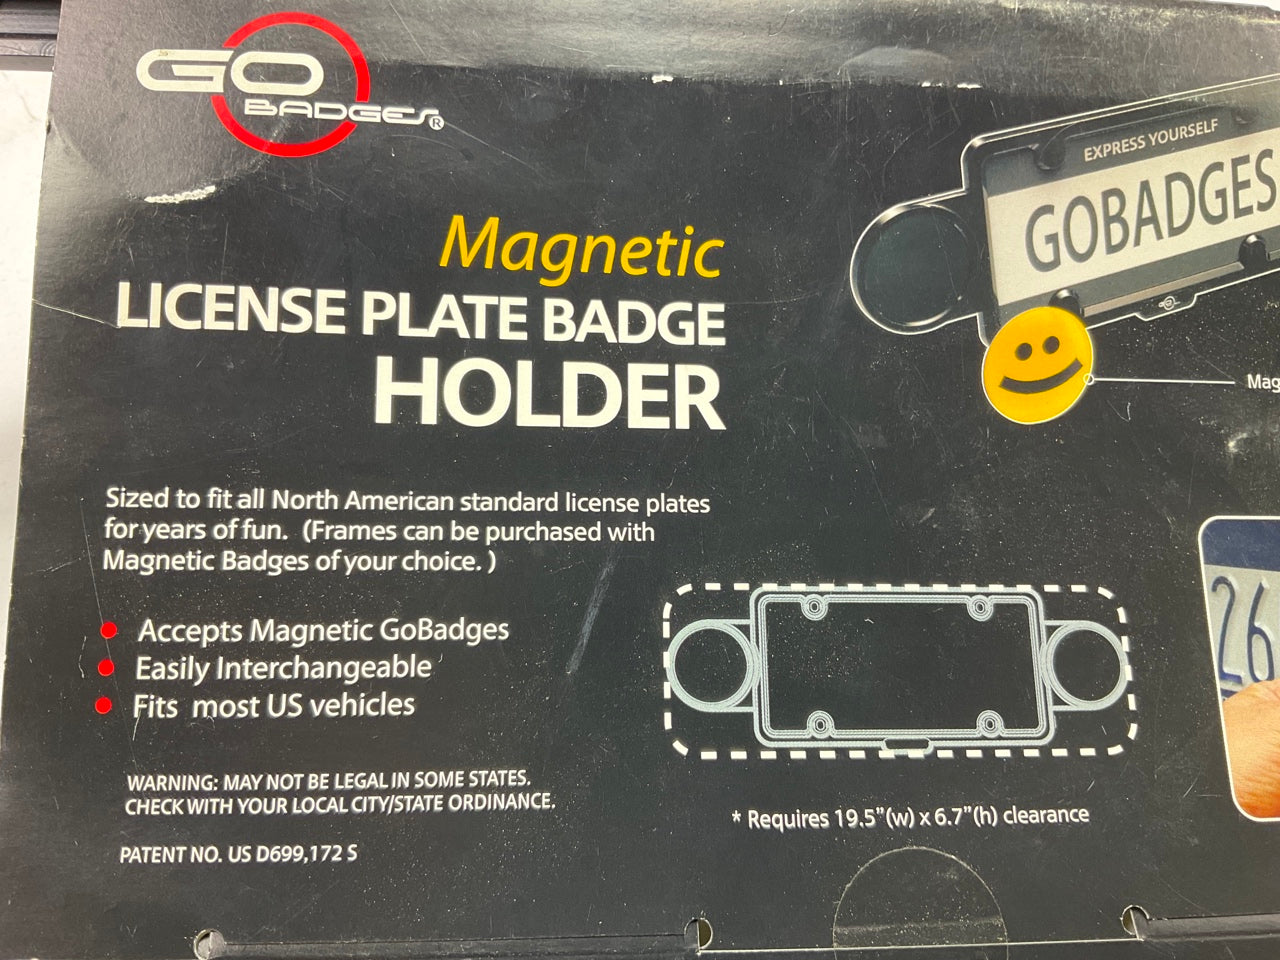 GO
BADGES®
EXPRESS YOURSELF
GOBADGES
Magnetic
LICENSE PLATE BADGE
HOLDER
Mag
Sized to fit all North American standard license plates
for years of fun. (Frames can be purchased with
Magnetic Badges of your choice. )
Accepts Magnetic GoBadges
Easily Interchangeable
Fits most US vehicles
26
WARNING: MAY NOT BE LEGAL IN SOME STATES.
CHECK WITH YOUR LOCAL CITY/STATE ORDINANCE.
* Requires 19.5”(w) x 6.7”(h) clearance
PATENT NO. US D699,172 S